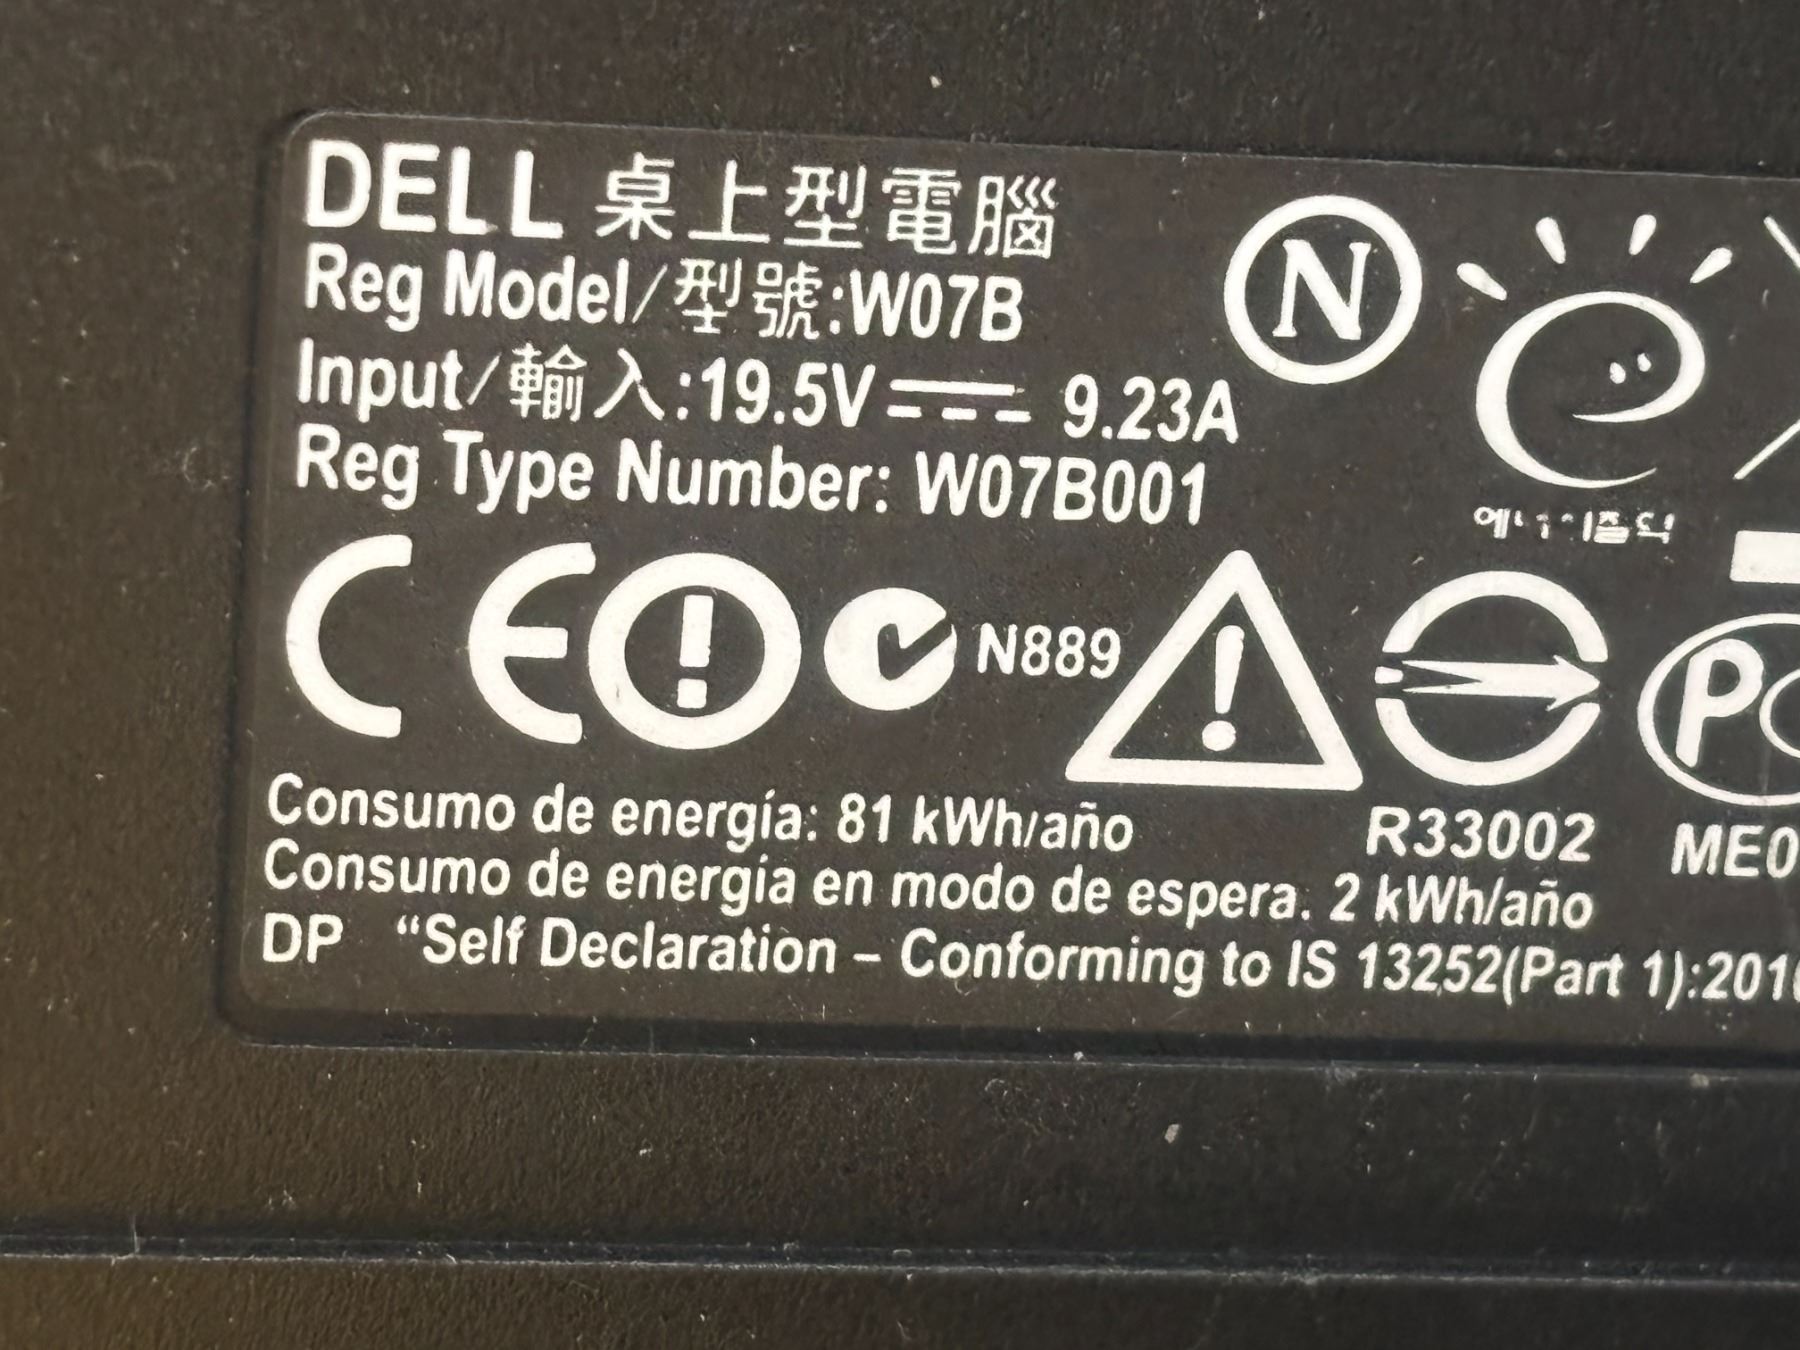 DELL 桌上型電腦
Reg Model/型號:W07B
Input/輸入:19.5V 9.23A
Reg Type Number: W07B001
N
CE
N889
R33002
ME0
Consumo de energía: 81 kWh/año
Consumo de energía en modo de espera. 2 kWh/año
DP “Self Declaration – Conforming to IS 13252(Part 1):201